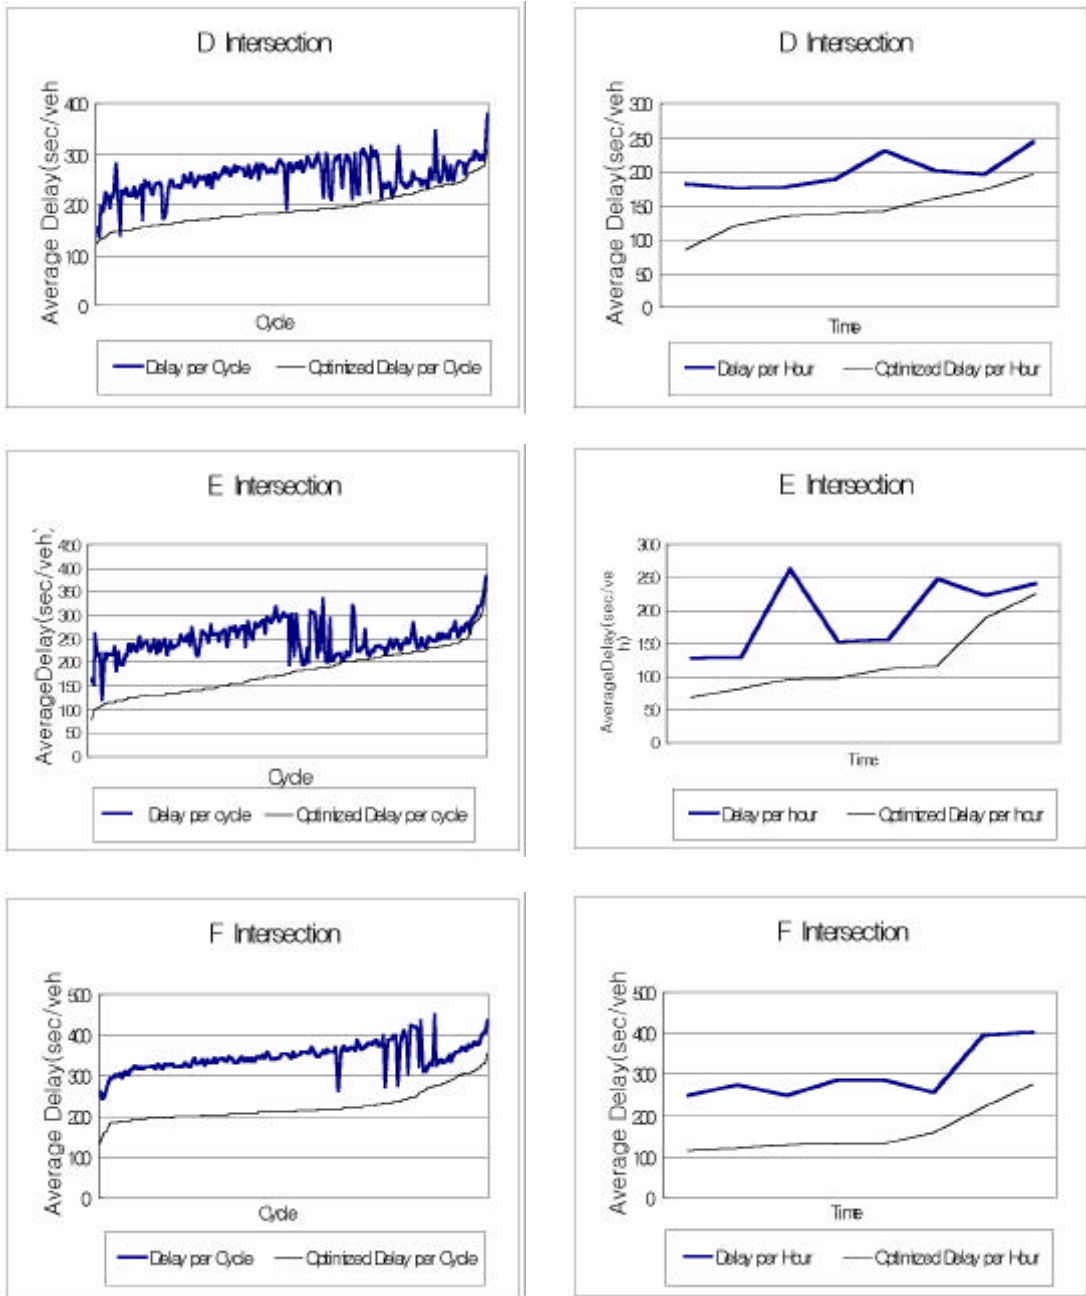 D Intersection
Average Delay(sec/veh
400
300
200
100
0
Cycle
Delay per Cycle
Optimized Delay per Cycle
D Intersection
Average Delay(sec/veh
300
250
200
150
100
50
0
Time
Delay per Hour
Optimized Delay per Hour
E Intersection
AverageDelay(sec/veh)
450
400
350
300
250
200
150
100
50
0
Cycle
Delay per cycle
Optimized Delay per cycle
E Intersection
AverageDelay(sec/ve
h)
300
250
200
150
100
50
0
Time
Delay per hour
Optimized Delay per hour
F Intersection
Average Delay(sec/veh
500
400
300
200
100
0
Cycle
Delay per Cycle
Optimized Delay per Cycle
F Intersection
Average Delay(sec/veh
500
400
300
200
100
0
Time
Delay per Hour
Optimized Delay per Hour